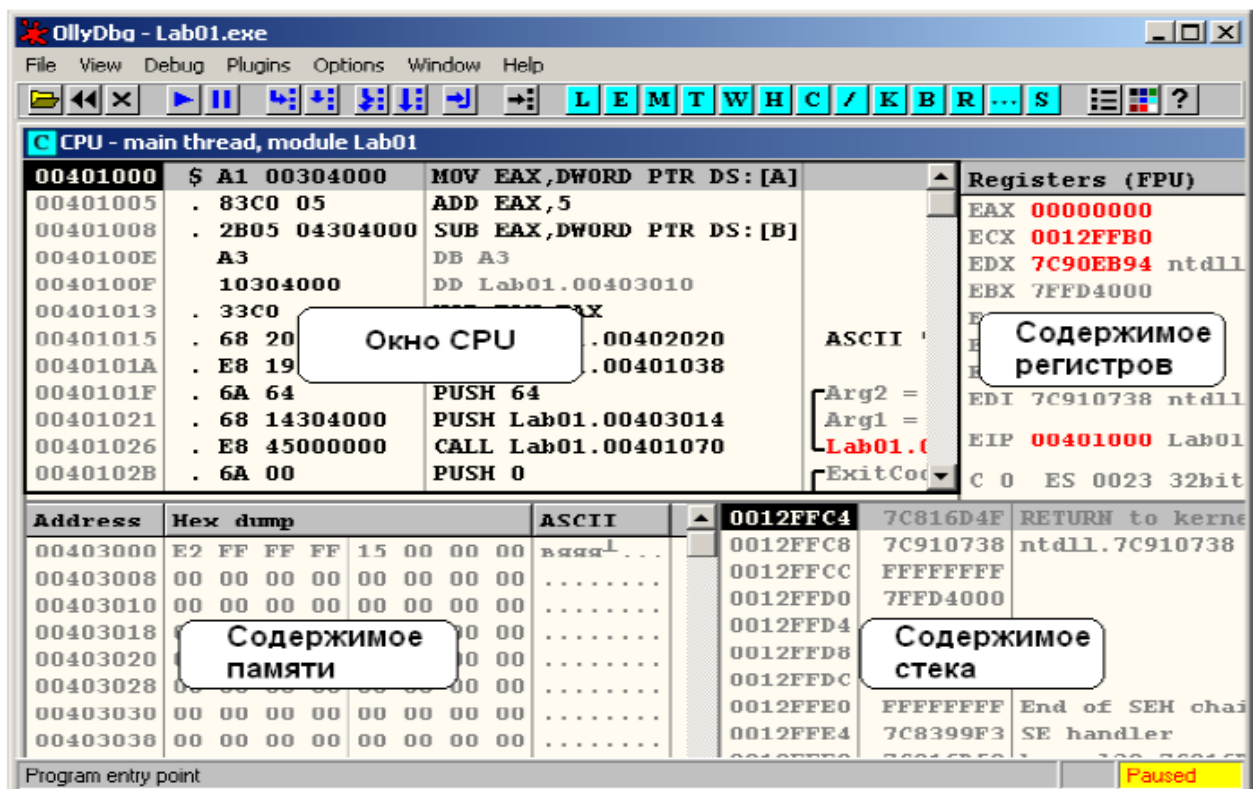 OllyDbg - Lab01.exe
File View Debug Plugins Options Window Help
L E M T W H C / K B R ... S ?
C CPU - main thread, module Lab01
00401000 $ A1 00304000 MOV EAX,DWORD PTR DS:[A]
00401005 . 83C0 05 ADD EAX,5
00401008 . 2B05 04304000 SUB EAX,DWORD PTR DS:[B]
0040100E A3 DB A3
0040100F 10304000 DD Lab01.00403010
00401013 . 33C0
00401015 . 68 20 .00402020 ASCII
0040101A . E8 19 .00401038
0040101F . 6A 64 PUSH 64 Arg2 =
00401021 . 68 14304000 PUSH Lab01.00403014 Arg1 =
00401026 . E8 45000000 CALL Lab01.00401070 Lab01.
0040102B . 6A 00 PUSH 0
Окно CPU
Registers (FPU)
EAX 00000000
ECX 0012FFB0
EDX 7C90EB94 ntdll
EBX 7FFD4000
Содержимое
регистров
EDI 7C910738 ntdll
EIP 00401000 Lab01
C 0 ES 0023 32bit
Address Hex dump ASCII
00403000 E2 FF FF FF 15 00 00 00
00403008 00 00 00 00 00 00 00 00 ........
00403010 00 00 00 00 00 00 00 00 ........
00403018 00 00 ........
00403020 00 00 ........
00403028 00 00 ........
00403030 00 00 00 00 00 00 00 00 ........
00403038 00 00 00 00 00 00 00 00 ........
Содержимое
памяти
0012FFC4 7C816D4F RETURN to kerne
0012FFC8 7C910738 ntdll.7C910738
0012FFCC FFFFFFFF
0012FFD0 7FFD4000
0012FFD4
0012FFD8
0012FFDC
0012FFE0 FFFFFFFF End of SEH chai
0012FFE4 7C8399F3 SE handler
Содержимое
стека
Program entry point
Paused